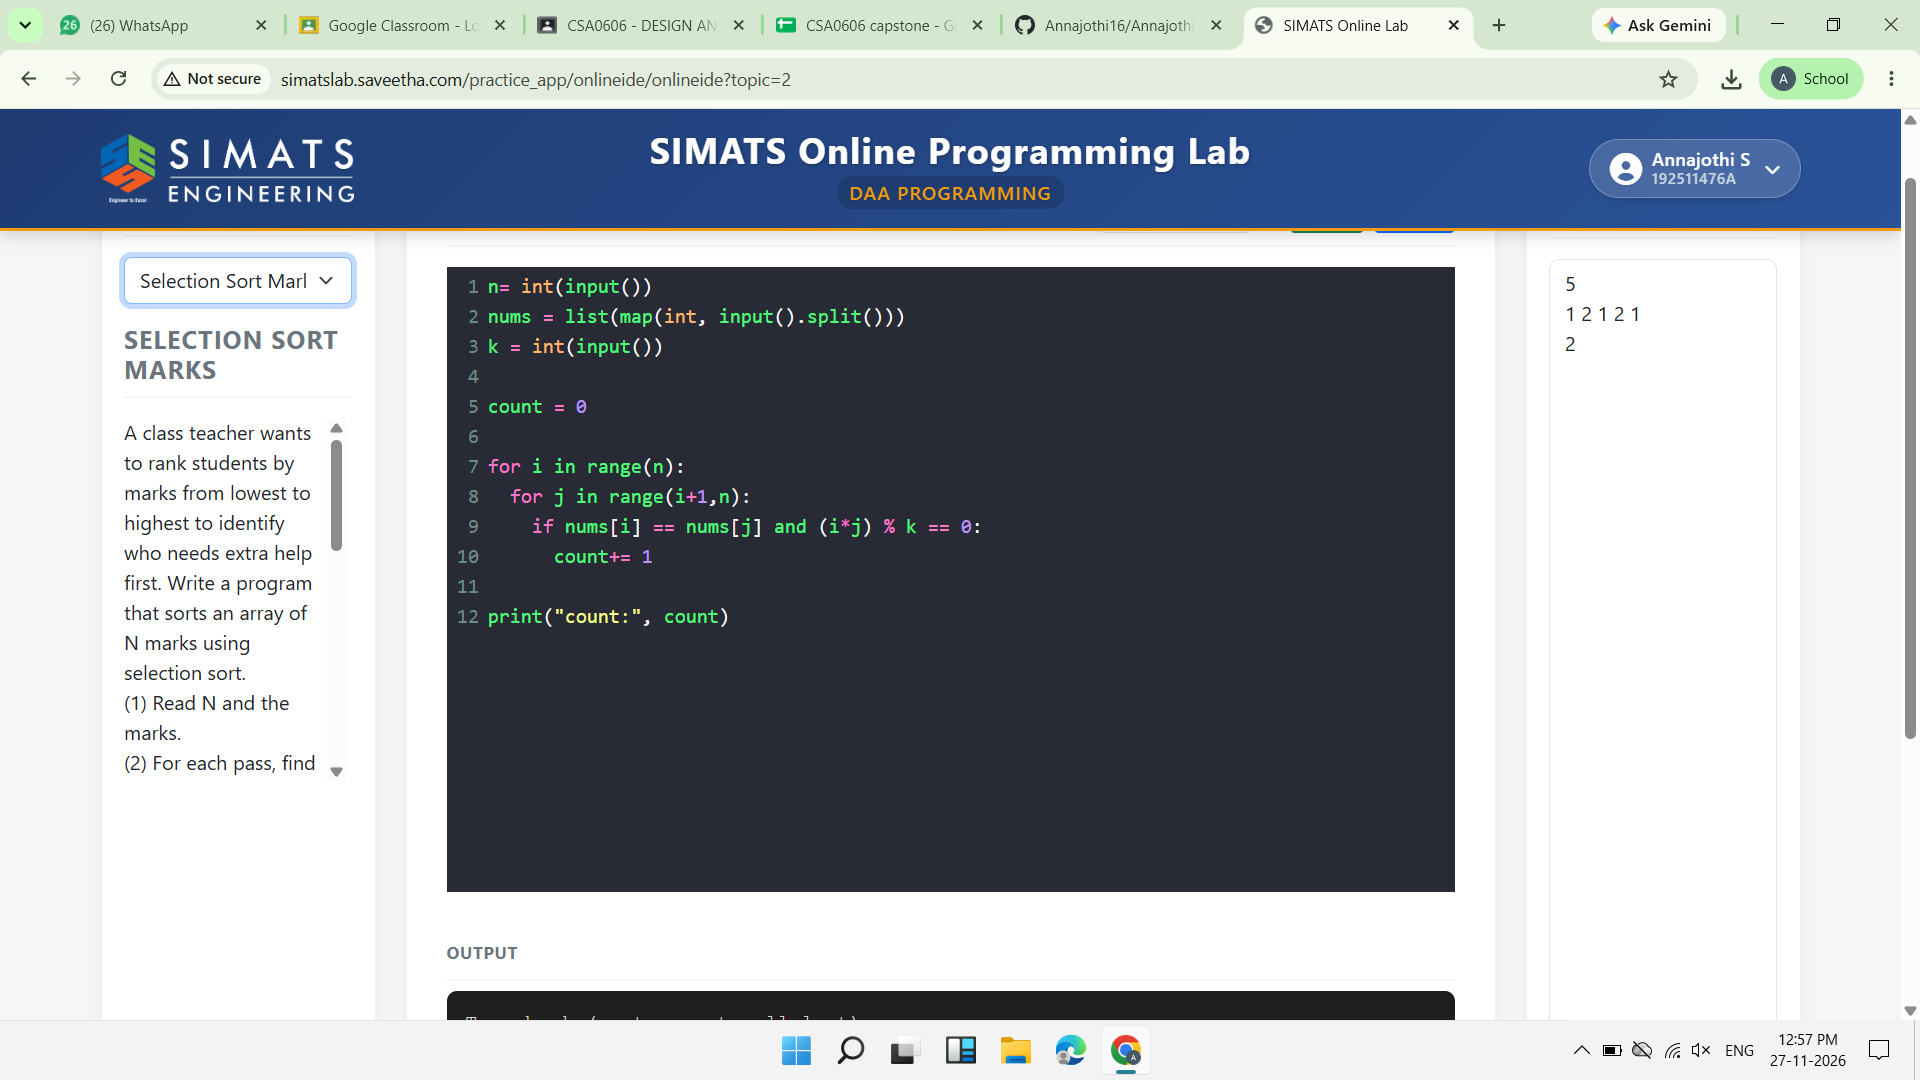 26
(26) WhatsApp
Google Classroom - Lo
CSA0606 - DESIGN AN
CSA0606 capstone - G
Annajothi16/Annajothi
SIMATS Online Lab
Ask Gemini
Not secure
simatslab.saveetha.com/practice_app/onlineide/onlineide?topic=2
A School
SIMATS
ENGINEERING
Engineer to Excel
SIMATS Online Programming Lab
DAA PROGRAMMING
Annajothi S
192511476A
Selection Sort Marl
SELECTION SORT
MARKS
A class teacher wants
to rank students by
marks from lowest to
highest to identify
who needs extra help
first. Write a program
that sorts an array of
N marks using
selection sort.
(1) Read N and the
marks.
(2) For each pass, find
1 n= int(input())
2 nums = list(map(int, input().split()))
3 k = int(input())
4
5 count = 0
6
7 for i in range(n):
8   for j in range(i+1,n):
9     if nums[i] == nums[j] and (i*j) % k == 0:
10       count+= 1
11
12 print("count:", count)
OUTPUT
5
1 2 1 2 1
2
A
ENG
12:57 PM
27-11-2026